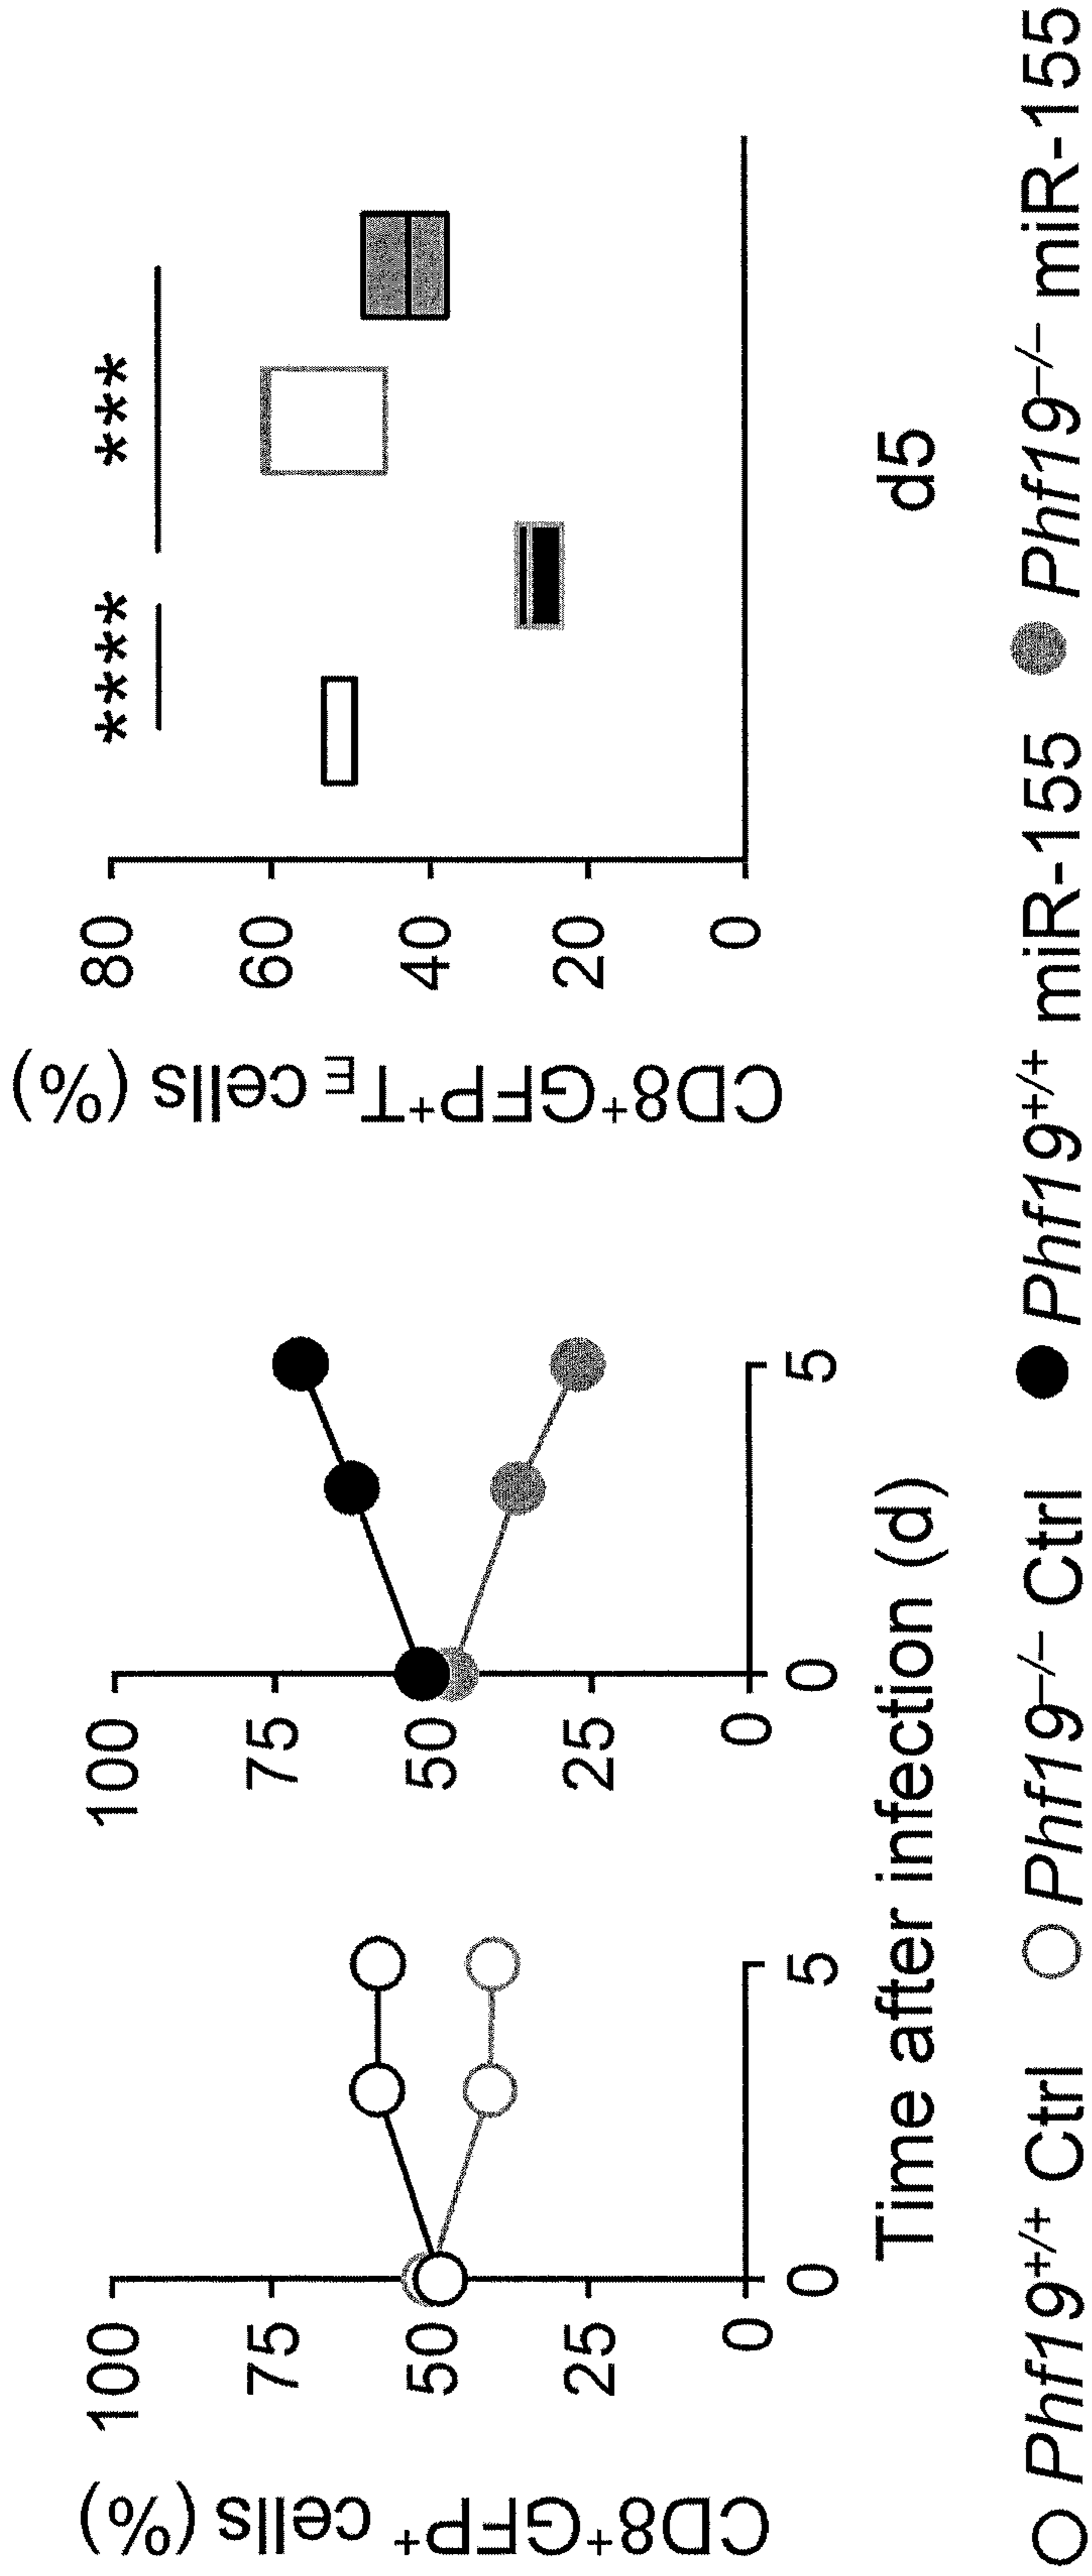 CD8⁺GFP⁺ cells (%)
100
75
50
25
0
0
5
100
75
50
25
0
0
5
Time after infection (d)
CD8⁺GFP⁺T_E cells (%)
80
60
40
20
0
****
***
d5
Phf19⁺/⁺ Ctrl
Phf19⁻/⁻ Ctrl
Phf19⁺/⁺ miR-155
Phf19⁻/⁻ miR-155